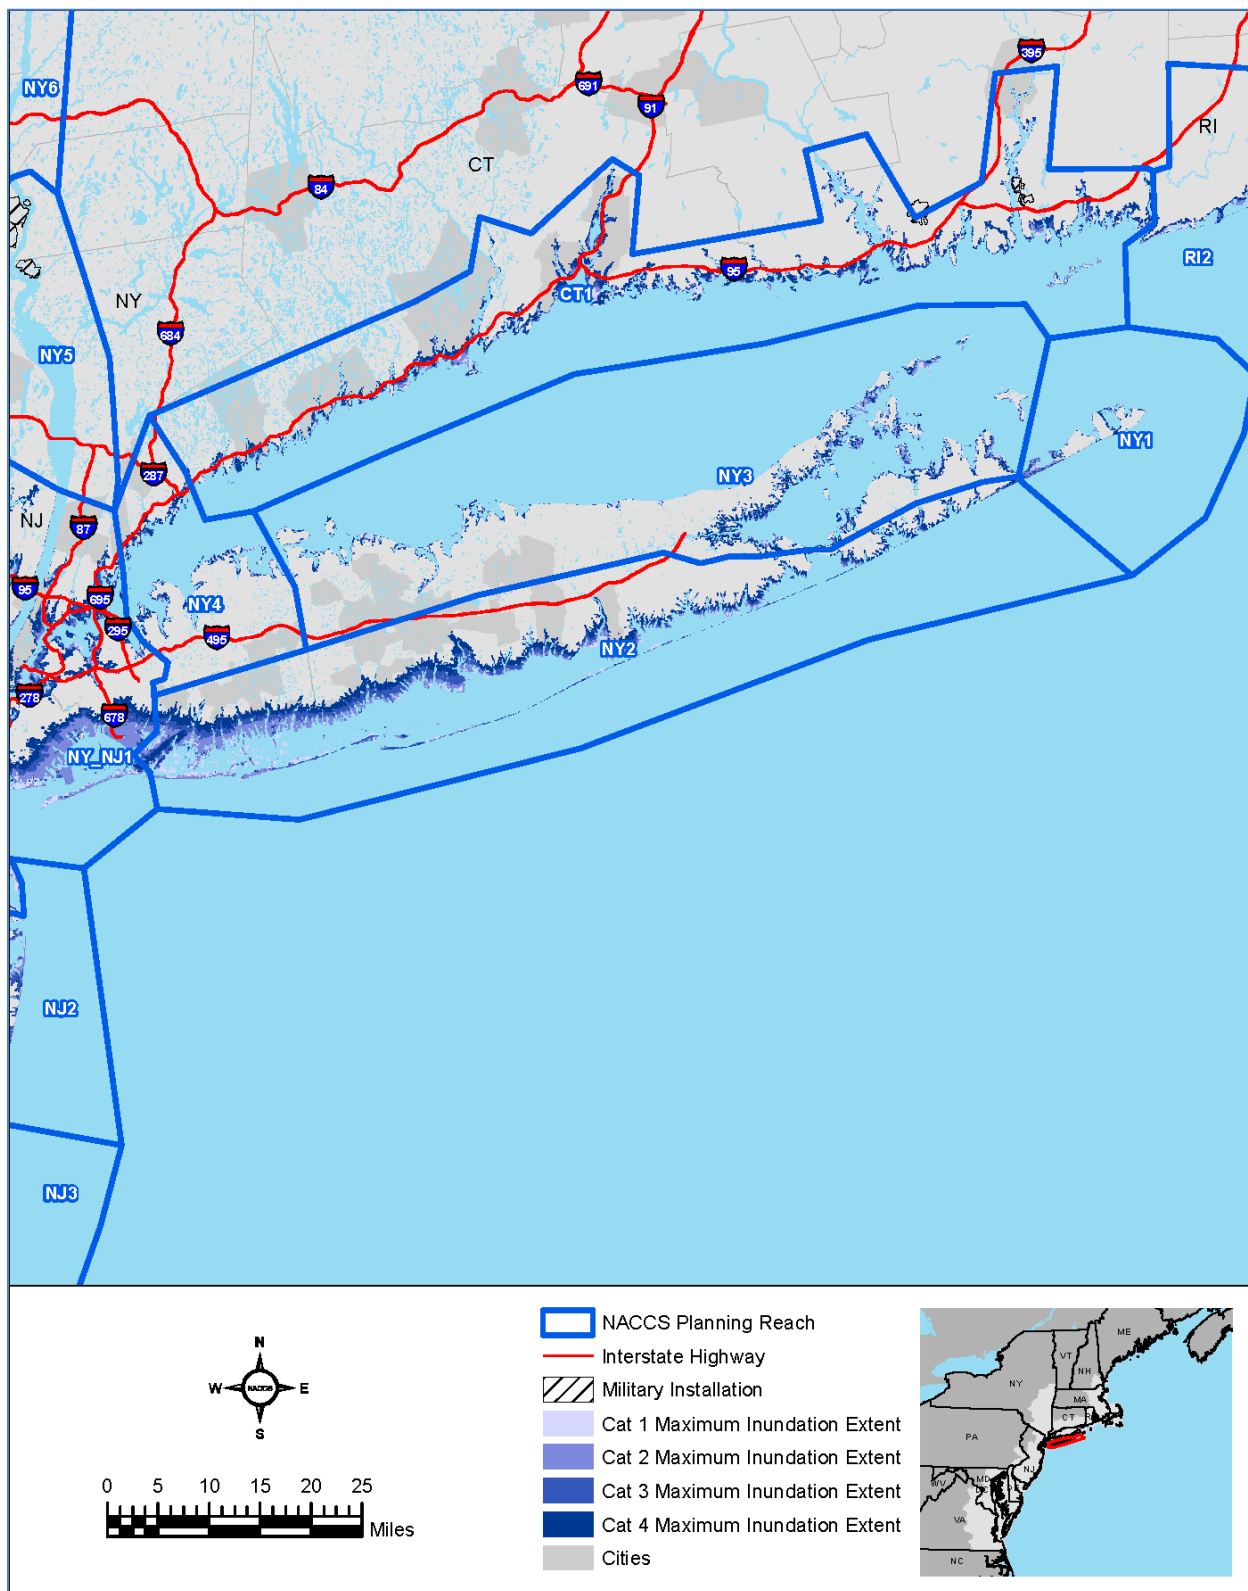 395
NY6
691
91
RI
CT
84
RI2
CT1
95
NY
684
NY5
NY1
287
NY3
NJ
87
95
695
NY4
295
495
NY2
278
678
NY_NJ1
NJ2
NJ3
N
W NACCS E
S
0 5 10 15 20 25
Miles
NACCS Planning Reach
Interstate Highway
Military Installation
Cat 1 Maximum Inundation Extent
Cat 2 Maximum Inundation Extent
Cat 3 Maximum Inundation Extent
Cat 4 Maximum Inundation Extent
Cities
ME
VT
NH
NY
MA
CT
PA
NJ
MD
WV
VA
NC